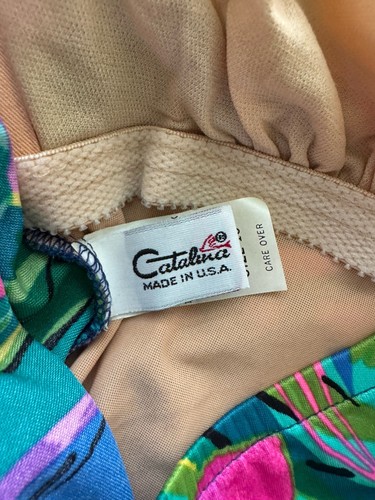 Catalina ®
MADE IN U.S.A.
CARE OVER